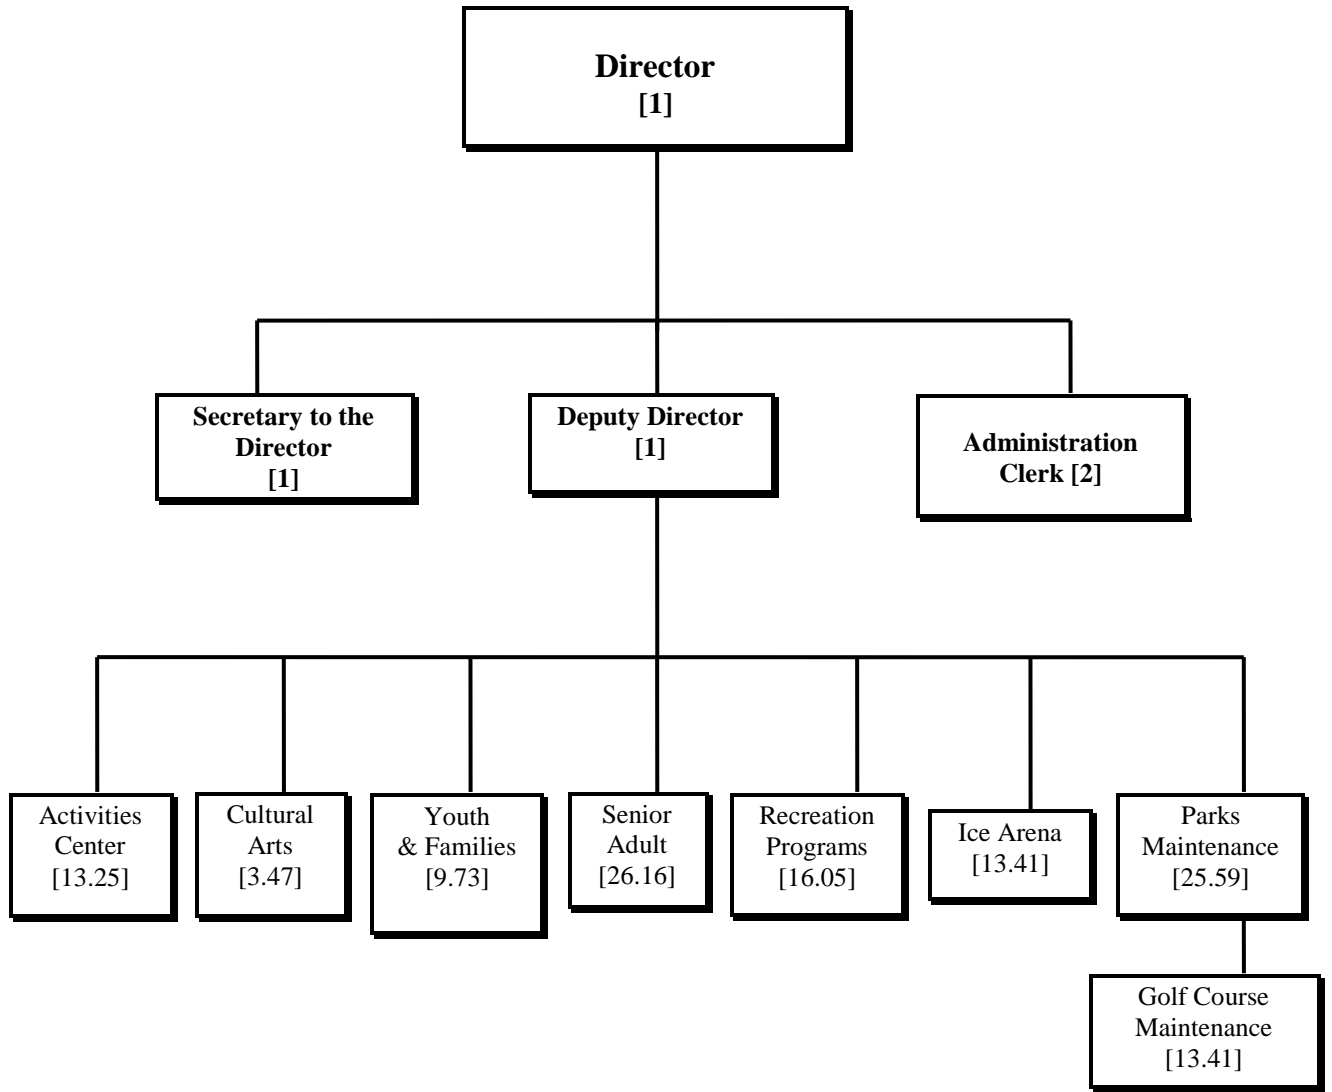 Director
[1]
Secretary to the
Director
[1]
Deputy Director
[1]
Administration
Clerk [2]
Activities
Center
[13.25]
Cultural
Arts
[3.47]
Youth
& Families
[9.73]
Senior
Adult
[26.16]
Recreation
Programs
[16.05]
Ice Arena
[13.41]
Parks
Maintenance
[25.59]
Golf Course
Maintenance
[13.41]